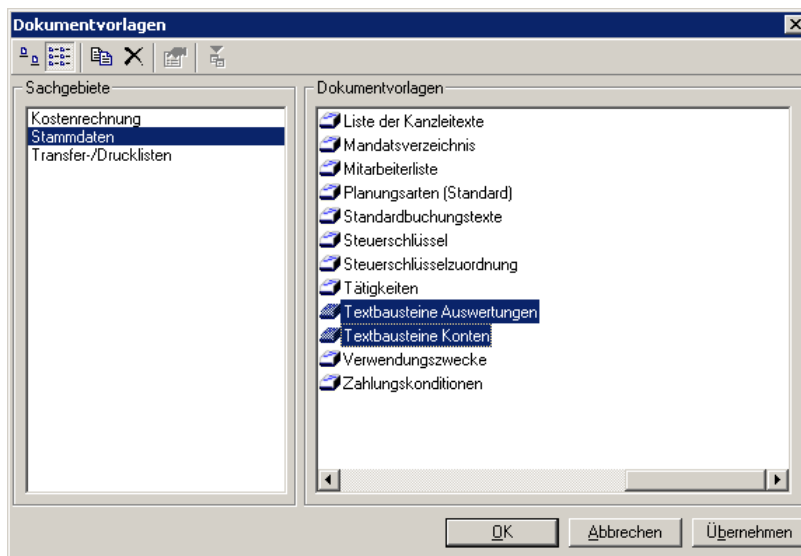 Dokumentvorlagen
Sachgebiete
Kostenrechnung
Stammdaten
Transfer-/Drucklisten
Dokumentvorlagen
Liste der Kanzleitexte
Mandatsverzeichnis
Mitarbeiterliste
Planungsarten (Standard)
Standardbuchungstexte
Steuerschlüssel
Steuerschlüsselzuordnung
Tätigkeiten
Textbausteine Auswertungen
Textbausteine Konten
Verwendungszwecke
Zahlungskonditionen
OK Abbrechen Übernehmen